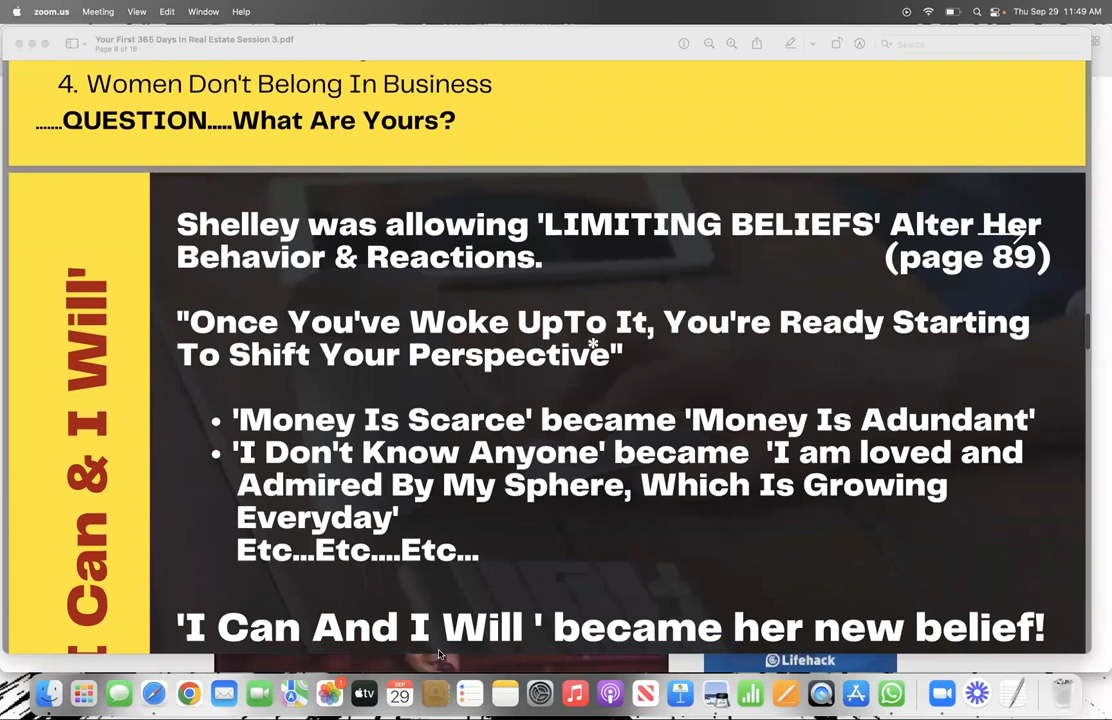 zoom.us Meeting View Edit Window Help Thu Sep 29 11:49 AM
Your First 365 Days In Real Estate Session 3.pdf
Page 8 of 16
Search
4. Women Don't Belong In Business
.......QUESTION.....What Are Yours?
Shelley was allowing 'LIMITING BELIEFS' Alter Her
Behavior & Reactions. (page 89)
"Once You've Woke UpTo It, You're Ready Starting
To Shift Your Perspective"
*
• 'Money Is Scarce' became 'Money Is Adundant'
• 'I Don't Know Anyone' became 'I am loved and
Admired By My Sphere, Which Is Growing
Everyday'
Etc...Etc....Etc...
'I Can And I Will ' became her new belief!
I Can & I Will'
Lifehack
1
tv
SEP
29